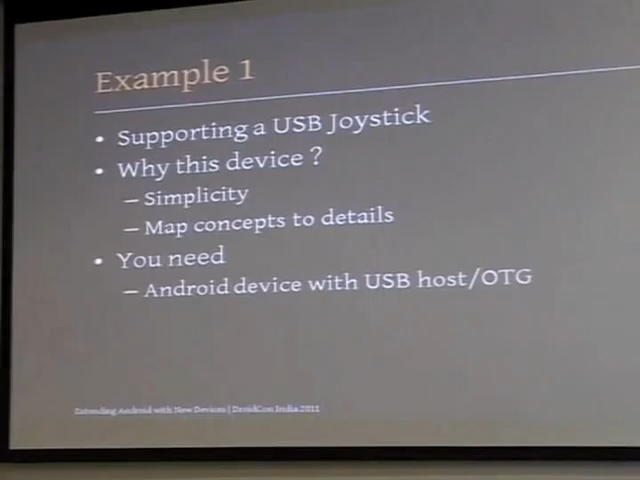 Example 1
• Supporting a USB Joystick
• Why this device ?
– Simplicity
– Map concepts to details
• You need
– Android device with USB host/OTG
Extending Android with New Devices | DroidCon India 2011